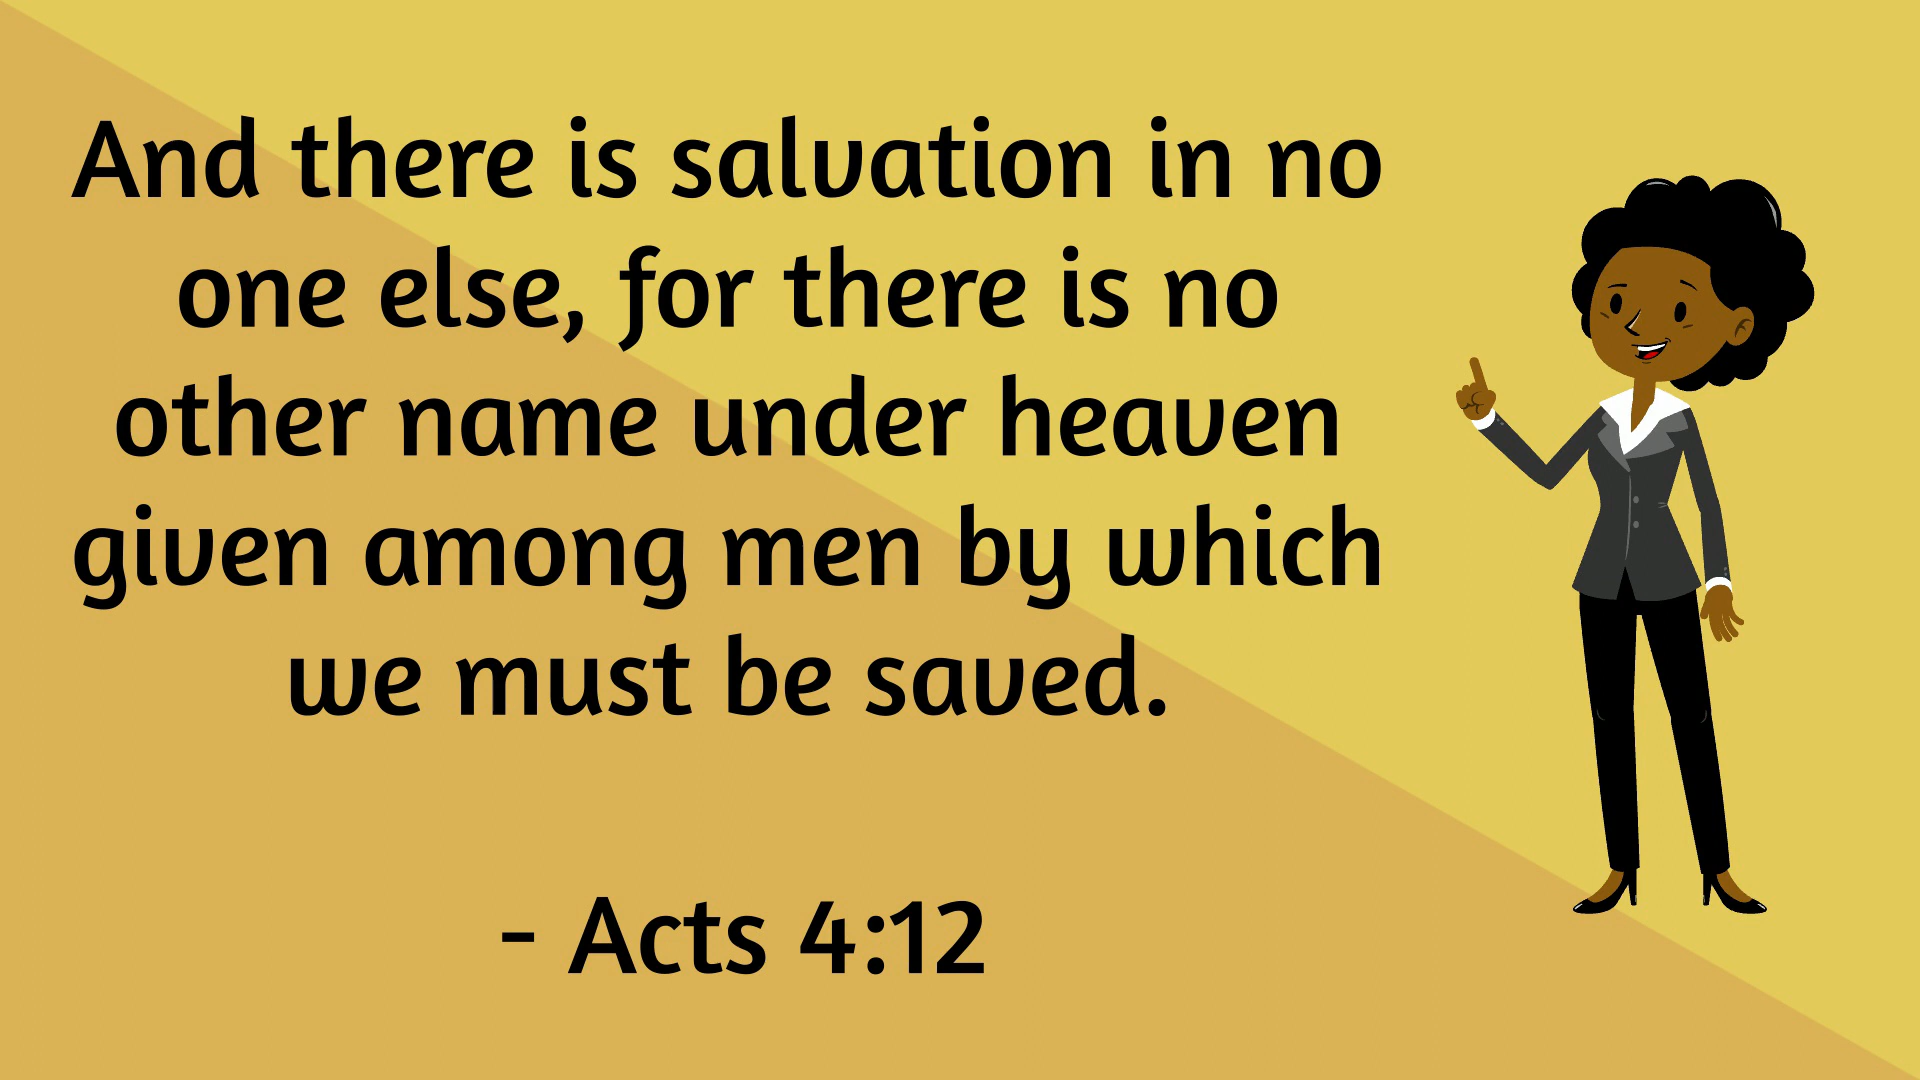 And there is salvation in no
one else, for there is no
other name under heaven
given among men by which
we must be saved.
- Acts 4:12